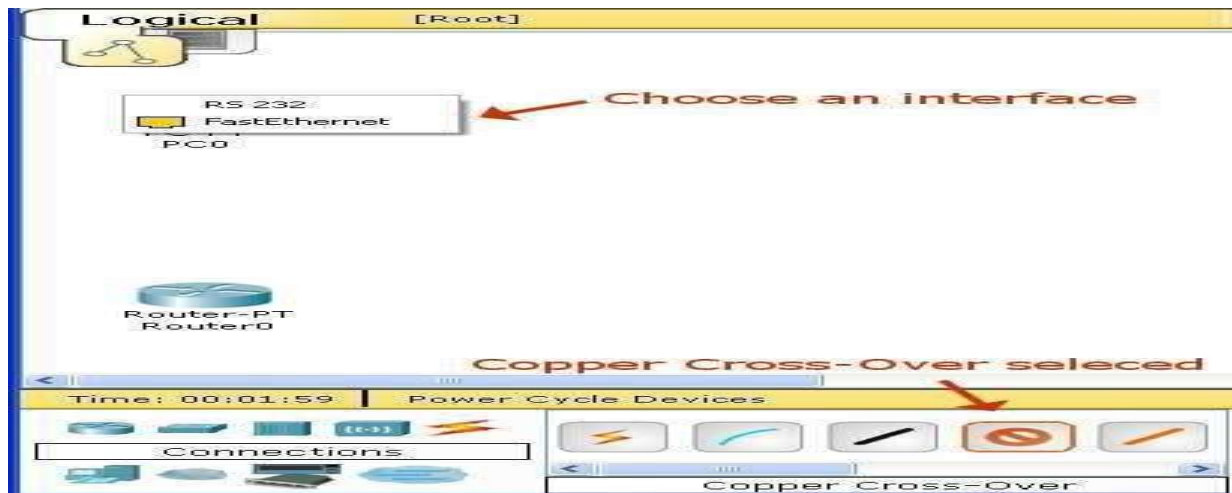 Logical [Root]
RS-232
Choose an interface
FastEthernet
PC0
Router-PT
Router0
Copper Cross-Over seleced
Time: 00:01:59 Power Cycle Devices
Connections
Copper Cross-Over